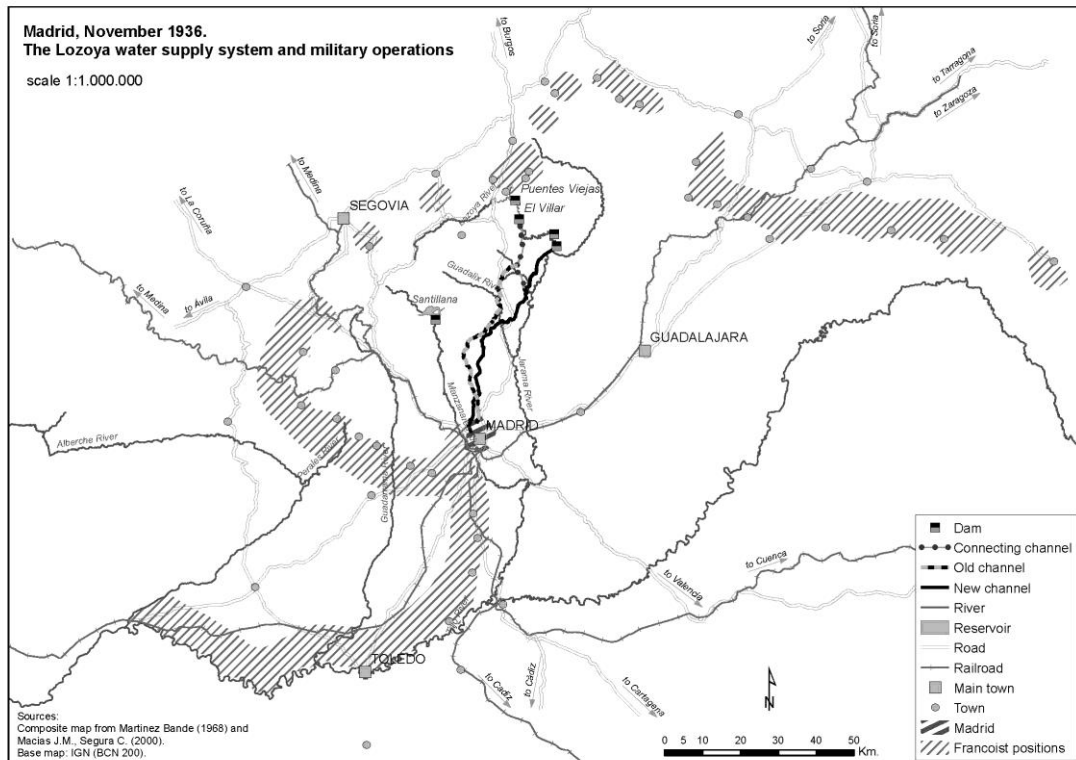 Madrid, November 1936.
The Lozoya water supply system and military operations
scale 1:1.000.000
to Burgos
to Soria
to Soria
to Tarragona
to Zaragoza
to Medina
to La Coruña
SEGOVIA
Lozoya River
Puentes Viejas
El Villar
to Medina
to Ávila
Guadalix River
Santillana
GUADALAJARA
Jarama River
MADRID
Alberche River
Perales River
Guadarrama River
to Cuenca
to Valencia
TOLEDO
to Cadíz
to Cádiz
to Cartagena
N
Dam
Connecting channel
Old channel
New channel
River
Reservoir
Road
Railroad
Main town
Town
Madrid
Francoist positions
Sources:
Composite map from Martinez Bande (1968) and
Macias J.M., Segura C. (2000).
Base map: IGN (BCN 200).
0 5 10 20 30 40 50
Km.